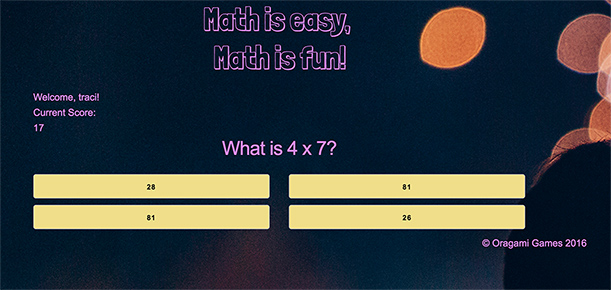 Math is easy,
Math is fun!
Welcome, traci!
Current Score:
17
What is 4 x 7?
28
81
81
26
© Oragami Games 2016